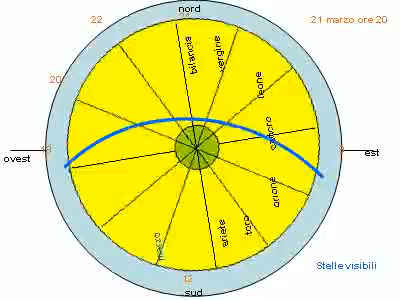 nord
22
21 marzo ore 20
bilancia
vergine
leone
20
cancro
ovest
est
orione
toro
ariete
marzo
Stelle visibili
12
sud